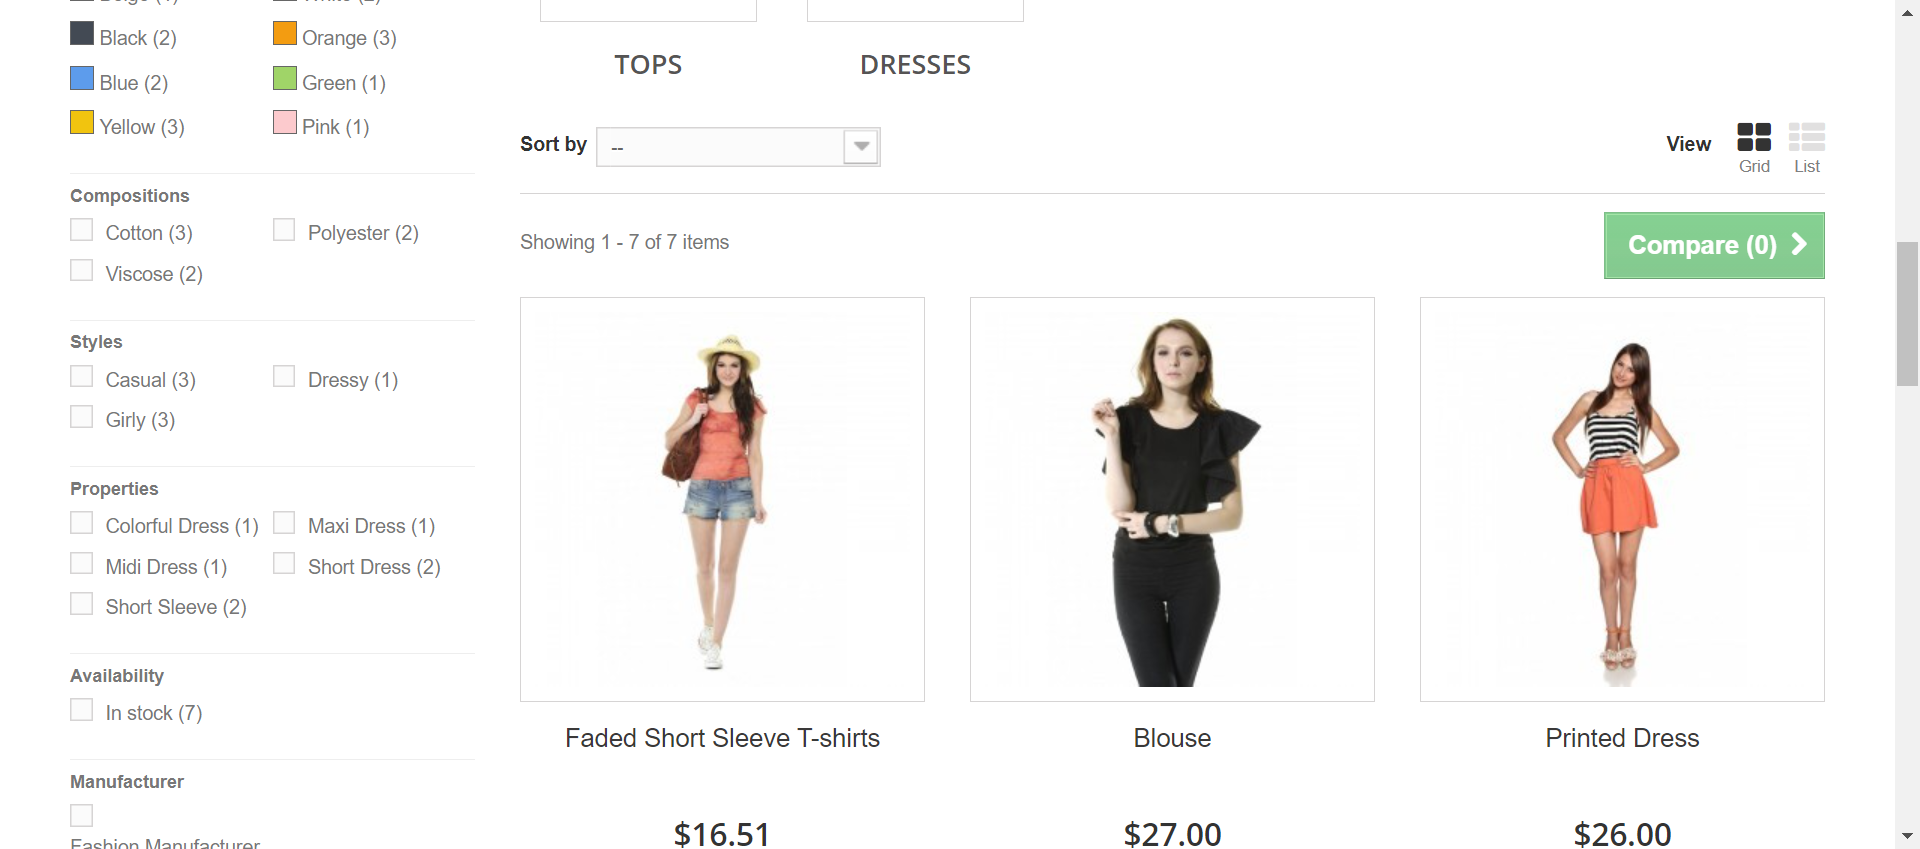 Black (2)
Orange (3)
Blue (2)
Green (1)
Yellow (3)
Pink (1)
Compositions
Cotton (3)
Polyester (2)
Viscose (2)
Styles
Casual (3)
Dressy (1)
Girly (3)
Properties
Colorful Dress (1)
Maxi Dress (1)
Midi Dress (1)
Short Dress (2)
Short Sleeve (2)
Availability
In stock (7)
Manufacturer
Fashion Manufacturer
TOPS
DRESSES
Sort by
--
View
Grid
List
Showing 1 - 7 of 7 items
Compare (0)
Faded Short Sleeve T-shirts
Blouse
Printed Dress
$16.51
$27.00
$26.00